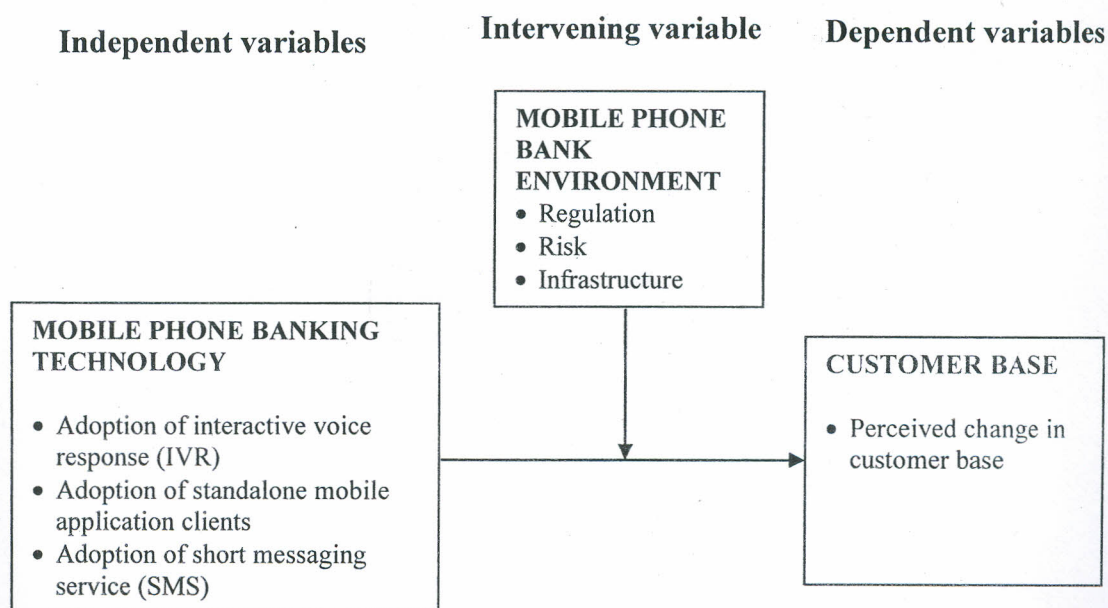 Independent variables
Intervening variable
Dependent variables
MOBILE PHONE
BANK
ENVIRONMENT
• Regulation
• Risk
• Infrastructure
MOBILE PHONE BANKING
TECHNOLOGY
• Adoption of interactive voice
response (IVR)
• Adoption of standalone mobile
application clients
• Adoption of short messaging
service (SMS)
CUSTOMER BASE
• Perceived change in
customer base